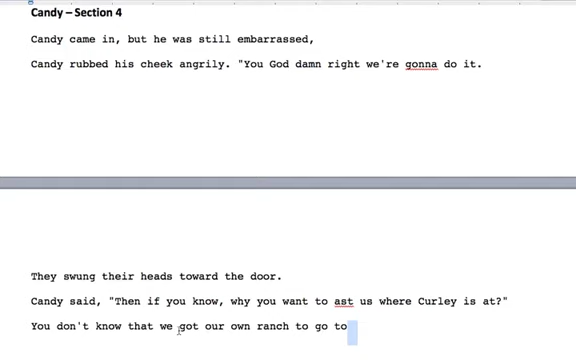 Candy – Section 4
Candy came in, but he was still embarrassed,
Candy rubbed his cheek angrily. "You God damn right we're gonna do it.
They swung their heads toward the door.
Candy said, "Then if you know, why you want to ast us where Curley is at?"
You don't know that we got our own ranch to go to